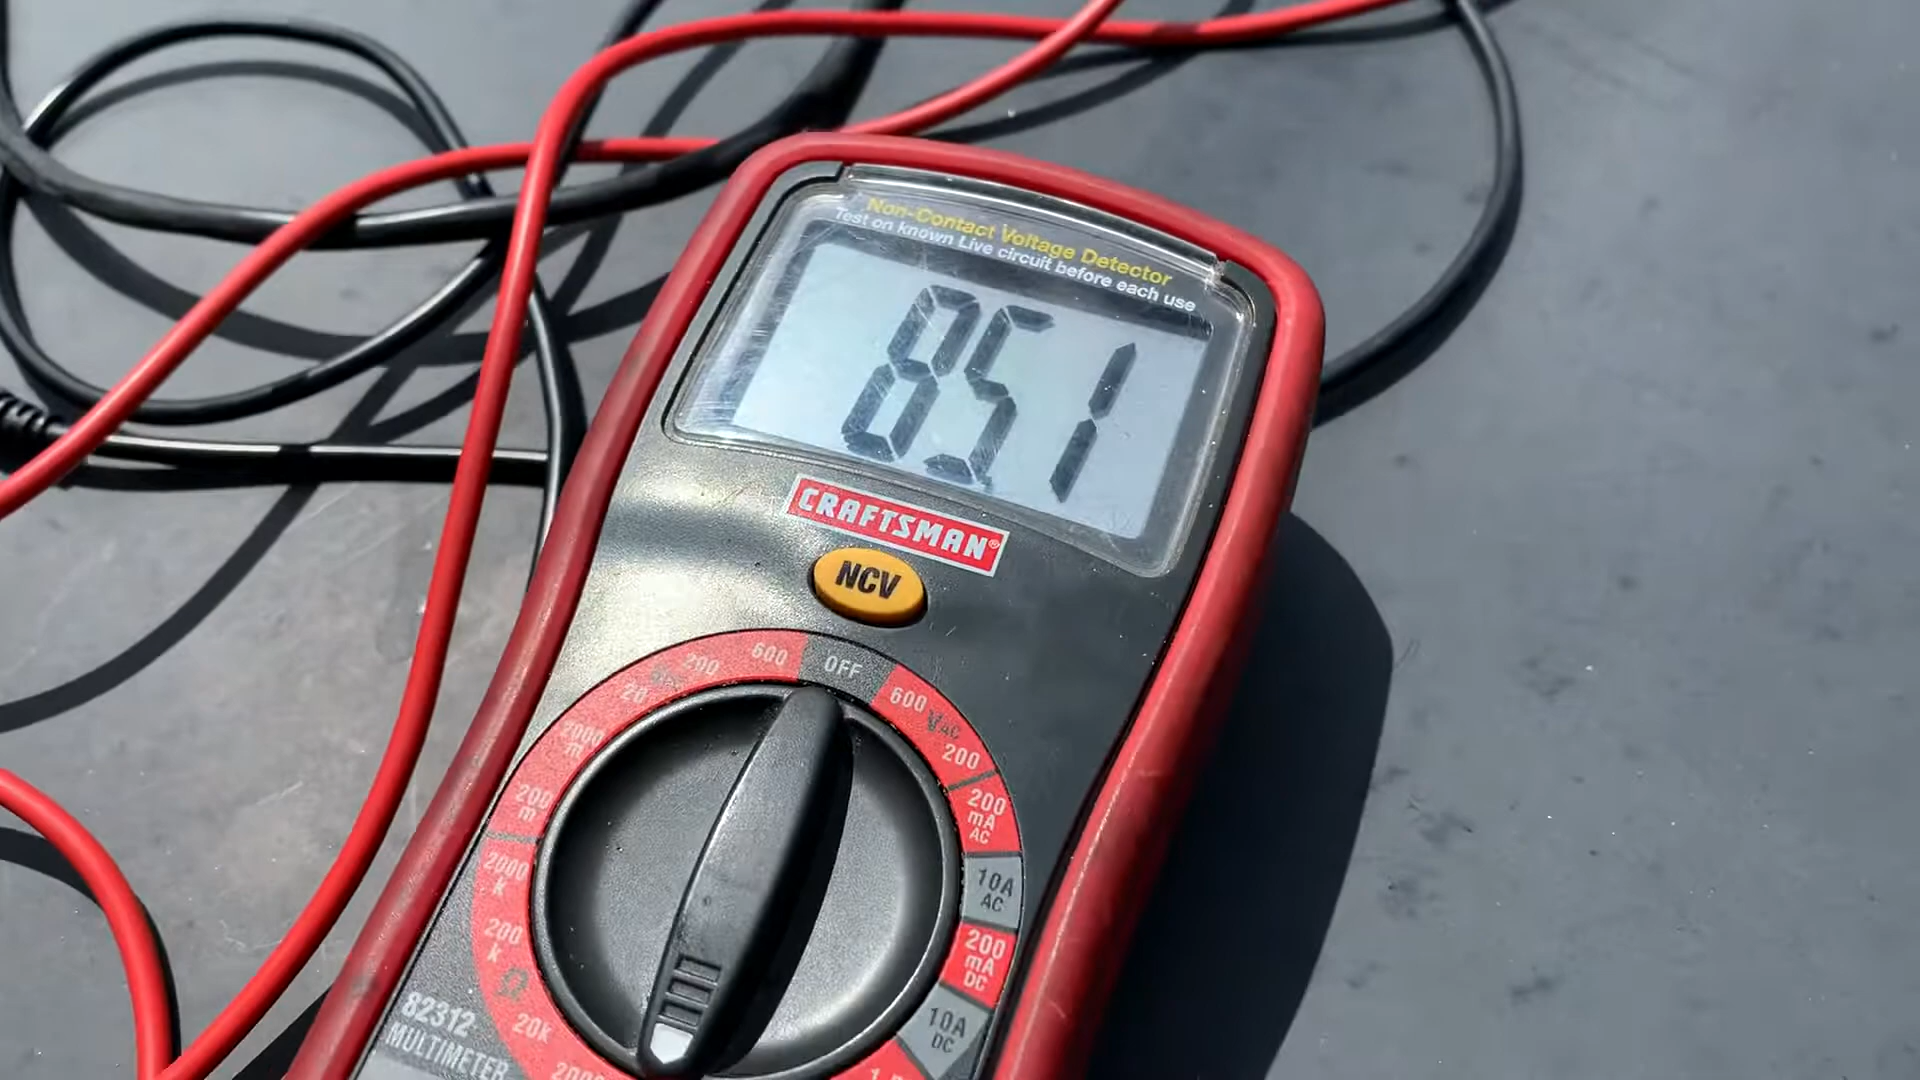 Non-Contact Voltage Detector
Test on known Live circuit before each use
851
CRAFTSMAN®
NCV
OFF
600
200
20
2000
m
200
m
2000
k
200
k
Ω
20k
600
VAC
200
200
mA
AC
10A
AC
200
mA
DC
10A
DC
82312
MULTIMETER